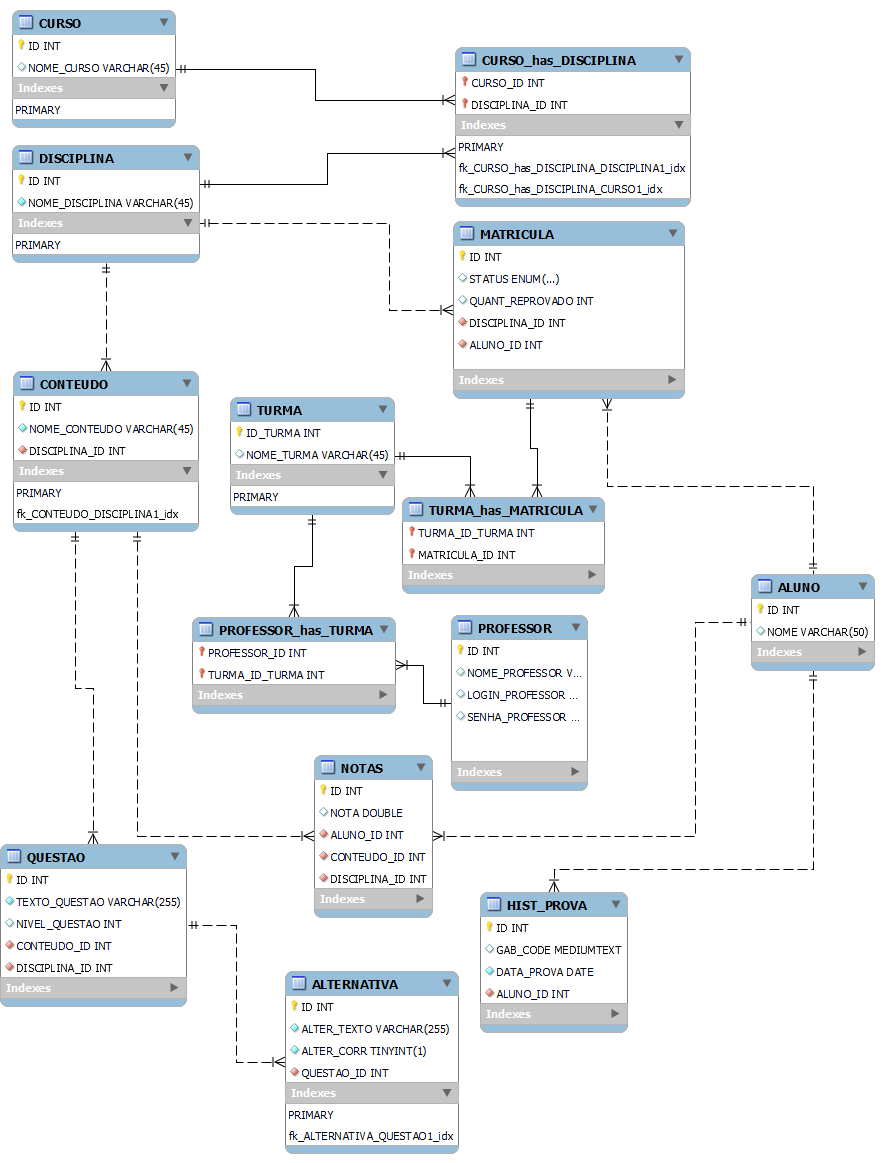 CURSO
ID INT
NOME_CURSO VARCHAR(45)
Indexes
PRIMARY
CURSO_has_DISCIPLINA
CURSO_ID INT
DISCIPLINA_ID INT
Indexes
PRIMARY
fk_CURSO_has_DISCIPLINA_DISCIPLINA1_idx
fk_CURSO_has_DISCIPLINA_CURSO1_idx
DISCIPLINA
ID INT
NOME_DISCIPLINA VARCHAR(45)
Indexes
PRIMARY
MATRICULA
ID INT
STATUS ENUM(...)
QUANT_REPROVADO INT
DISCIPLINA_ID INT
ALUNO_ID INT
Indexes
CONTEUDO
ID INT
NOME_CONTEUDO VARCHAR(45)
DISCIPLINA_ID INT
Indexes
PRIMARY
fk_CONTEUDO_DISCIPLINA1_idx
TURMA
ID_TURMA INT
NOME_TURMA VARCHAR(45)
Indexes
PRIMARY
TURMA_has_MATRICULA
TURMA_ID_TURMA INT
MATRICULA_ID INT
Indexes
ALUNO
ID INT
NOME VARCHAR(50)
Indexes
PROFESSOR_has_TURMA
PROFESSOR_ID INT
TURMA_ID_TURMA INT
Indexes
PROFESSOR
ID INT
NOME_PROFESSOR V...
LOGIN_PROFESSOR ...
SENHA_PROFESSOR ...
Indexes
NOTAS
ID INT
NOTA DOUBLE
ALUNO_ID INT
CONTEUDO_ID INT
DISCIPLINA_ID INT
Indexes
QUESTAO
ID INT
TEXTO_QUESTAO VARCHAR(255)
NIVEL_QUESTAO INT
CONTEUDO_ID INT
DISCIPLINA_ID INT
Indexes
HIST_PROVA
ID INT
GAB_CODE MEDIUMTEXT
DATA_PROVA DATE
ALUNO_ID INT
Indexes
ALTERNATIVA
ID INT
ALTER_TEXTO VARCHAR(255)
ALTER_CORR TINYINT(1)
QUESTAO_ID INT
Indexes
PRIMARY
fk_ALTERNATIVA_QUESTAO1_idx